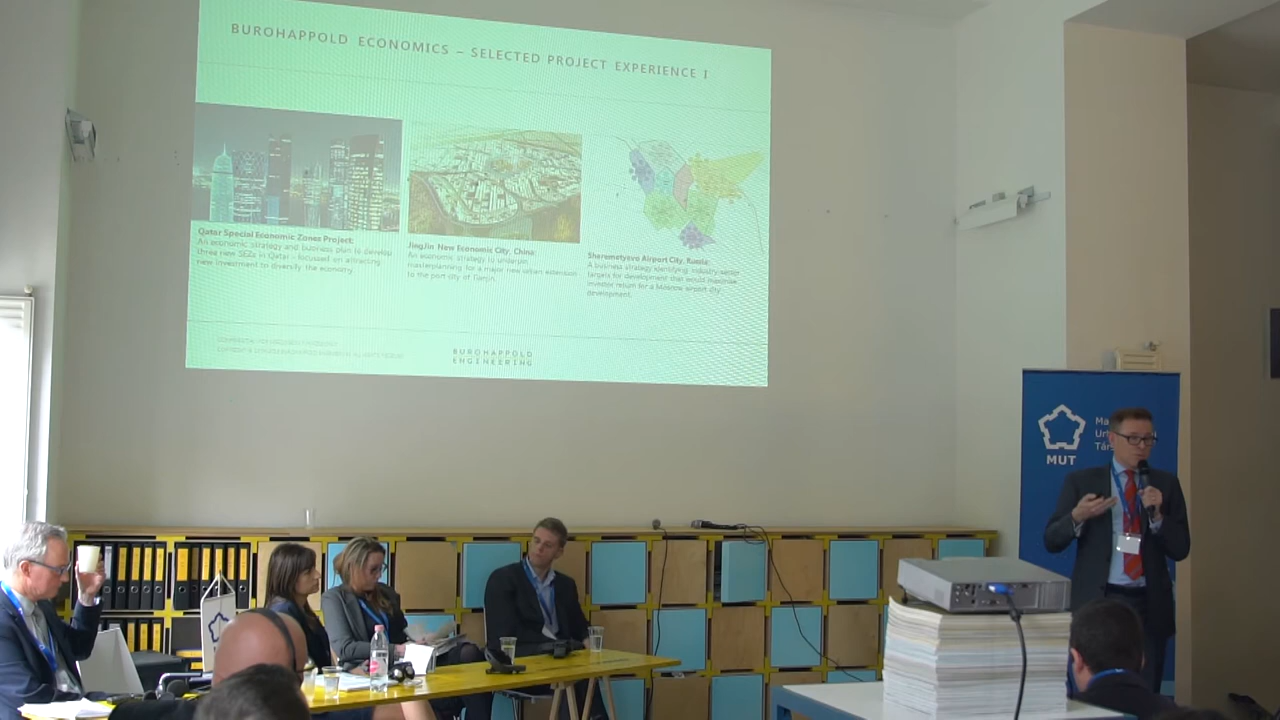 BUROHAPPOLD ECONOMICS – SELECTED PROJECT EXPERIENCE I
Qatar Special Economic Zones Project:
An economic strategy and business plan to develop
three new SEZs in Qatar – focussed on attracting
new investment to diversify the economy
JingJin New Economic City, China:
An economic strategy to underpin
masterplanning for a major new urban extension
to the port city of Tianjin.
Sheremetyevo Airport City, Russia:
A business strategy specifying industry sector
targets for development that would maximise
investor return for a Moscow airport city
development.
BUROHAPPOLD
ENGINEERING
MUT